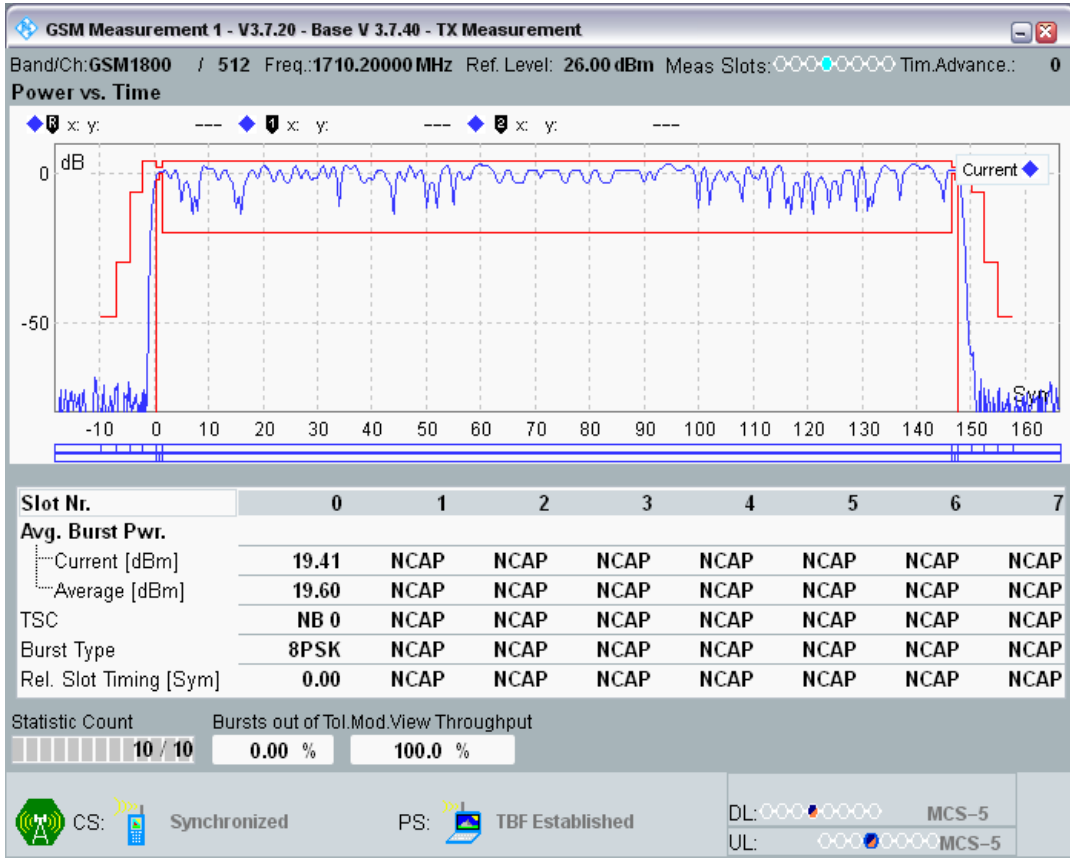 GSM Measurement 1 - V3.7.20 - Base V 3.7.40 - TX Measurement
Band/Ch:GSM1800 / 512 Freq.:1710.20000 MHz Ref. Level: 26.00 dBm Meas Slots: Tim.Advance.: 0
Power vs. Time
R x: y: --- 1 x: y: --- 2 x: y: ---
dB
Current
0
-50
Sym
-10 0 10 20 30 40 50 60 70 80 90 100 110 120 130 140 150 160
Slot Nr. 0 1 2 3 4 5 6 7
Avg. Burst Pwr.
Current [dBm] 19.41 NCAP NCAP NCAP NCAP NCAP NCAP NCAP
Average [dBm] 19.60 NCAP NCAP NCAP NCAP NCAP NCAP NCAP
TSC NB 0 NCAP NCAP NCAP NCAP NCAP NCAP NCAP
Burst Type 8PSK NCAP NCAP NCAP NCAP NCAP NCAP NCAP
Rel. Slot Timing [Sym] 0.00 NCAP NCAP NCAP NCAP NCAP NCAP NCAP
Statistic Count Bursts out of Tol.Mod.View Throughput
10 / 10 0.00 % 100.0 %
CS: Synchronized PS: TBF Established DL: MCS-5
UL: MCS-5